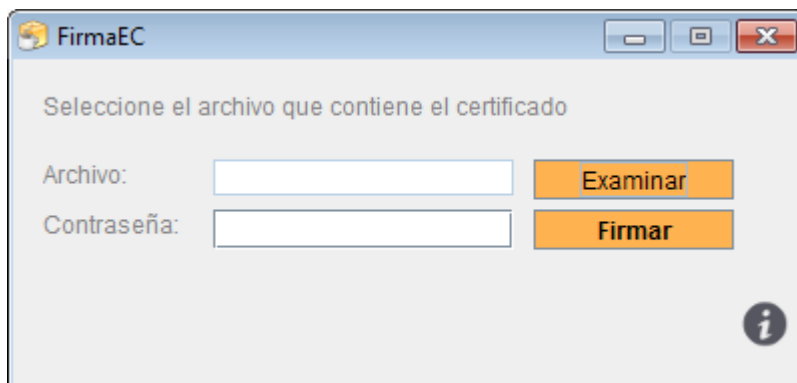 FirmaEC
Seleccione el archivo que contiene el certificado
Archivo: Examinar
Contraseña: Firmar
i